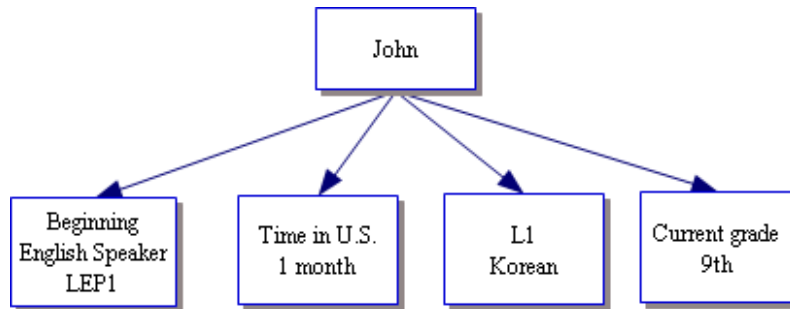 John
Beginning
English Speaker
LEP1
Time in U.S.
1 month
L1
Korean
Current grade
9th